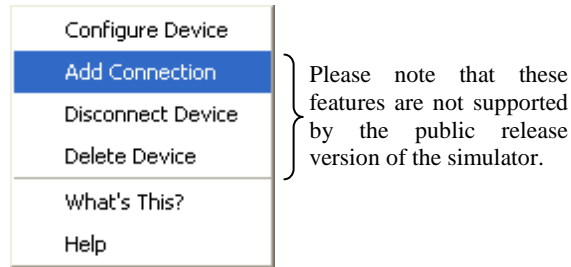 Configure Device
Add Connection
Disconnect Device
Delete Device
What's This?
Help
Please note that these
features are not supported
by the public release
version of the simulator.